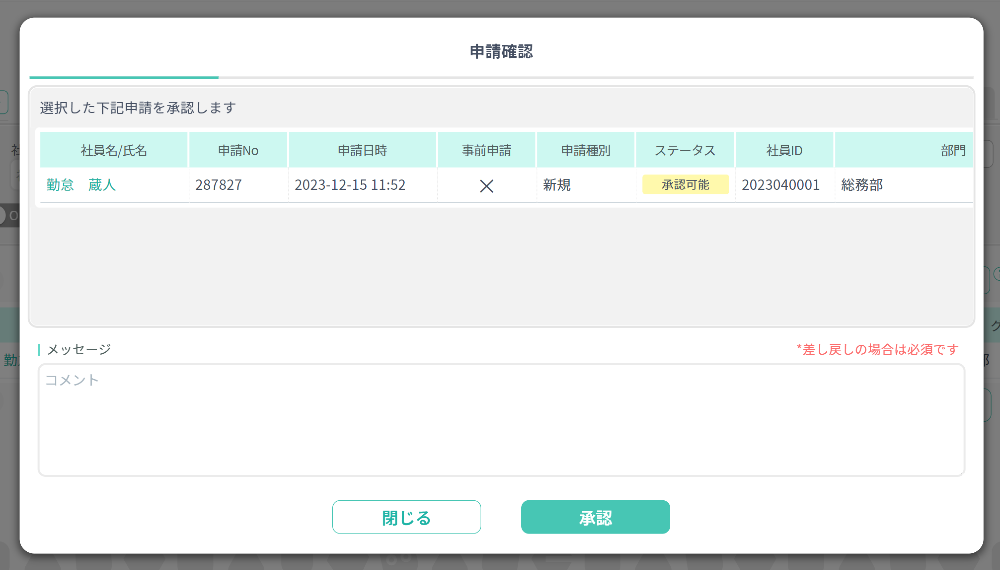 申請確認
選択した下記申請を承認します
社員名/氏名 申請No 申請日時 事前申請 申請種別 ステータス 社員ID 部門
勤怠　蔵人 287827 2023-12-15 11:52 × 新規 承認可能 2023040001 総務部
メッセージ *差し戻しの場合は必須です
コメント
閉じる 承認